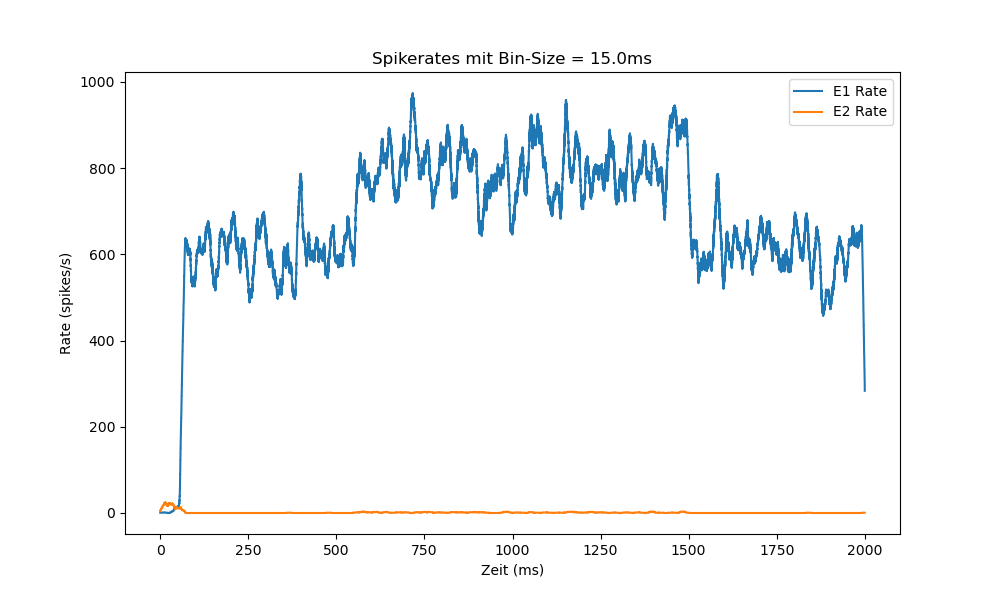 Spikerates mit Bin-Size = 15.0ms
E1 Rate
E2 Rate
Rate (spikes/s)
1000
800
600
400
200
0
0 250 500 750 1000 1250 1500 1750 2000
Zeit (ms)